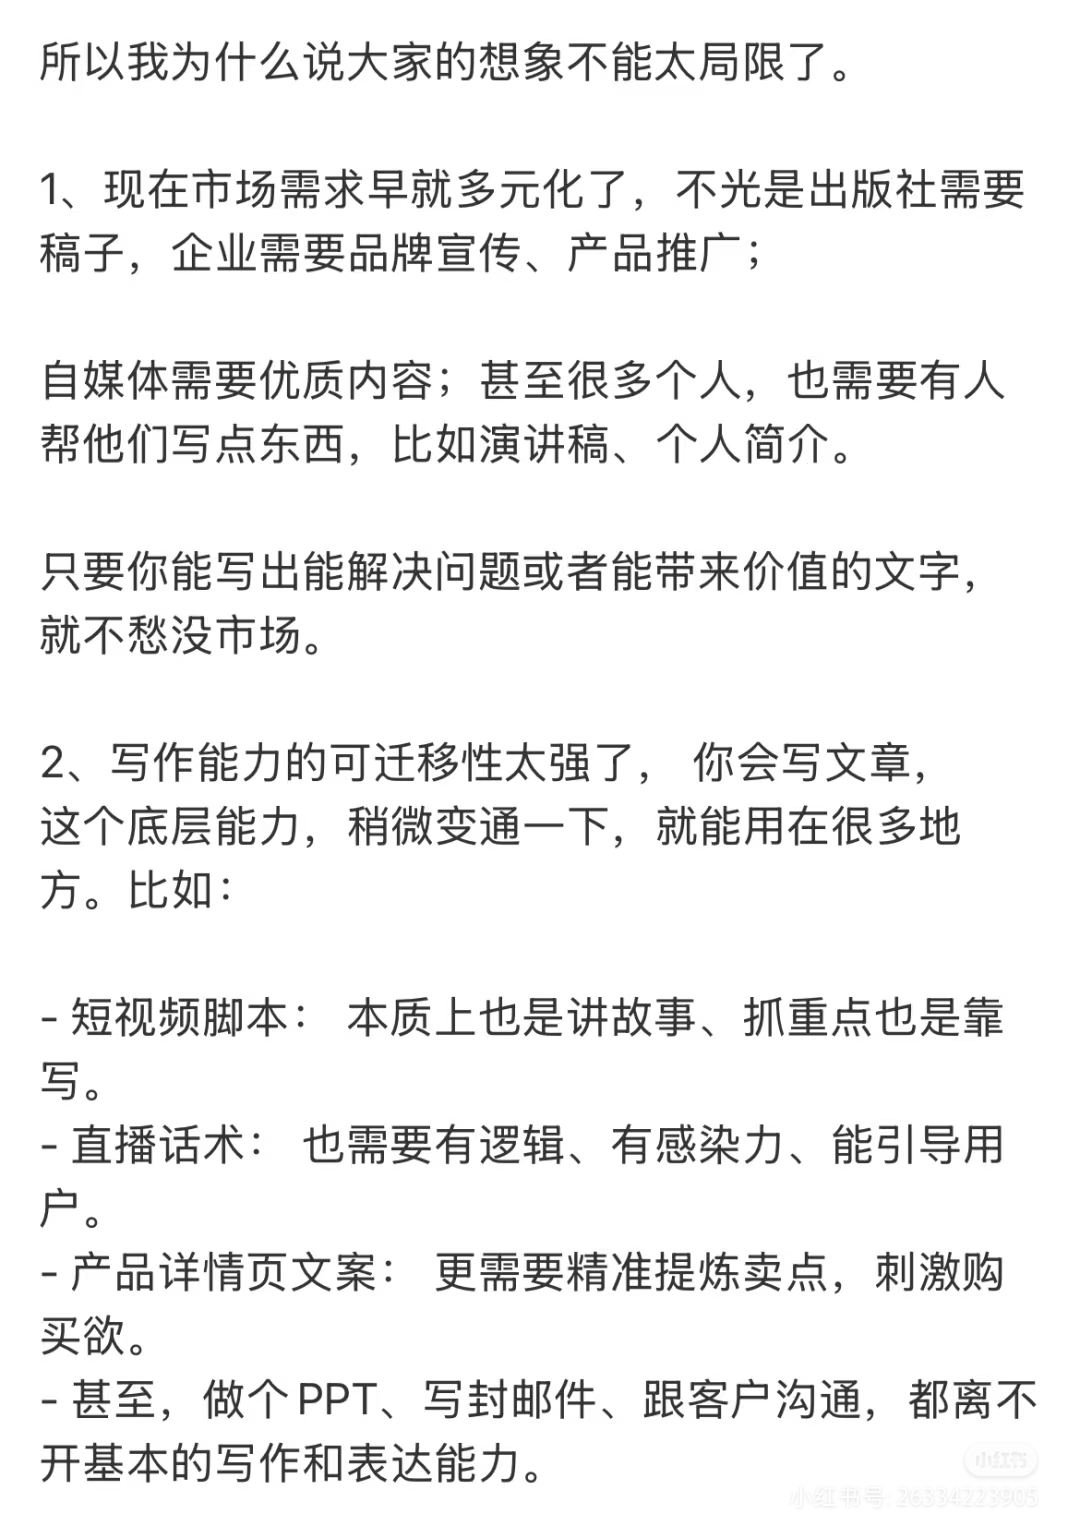 所以我为什么说大家的想象不能太局限了。
1、现在市场需求早就多元化了，不光是出版社需要
稿子，企业需要品牌宣传、产品推广；
自媒体需要优质内容；甚至很多个人，也需要有人
帮他们写点东西，比如演讲稿、个人简介。
只要你能写出能解决问题或者能带来价值的文字，
就不愁没市场。
2、写作能力的可迁移性太强了， 你会写文章，
这个底层能力，稍微变通一下，就能用在很多地
方。比如：
- 短视频脚本： 本质上也是讲故事、抓重点也是靠
写。
- 直播话术： 也需要有逻辑、有感染力、能引导用
户。
- 产品详情页文案： 更需要精准提炼卖点，刺激购
买欲。
- 甚至，做个PPT、写封邮件、跟客户沟通，都离不
开基本的写作和表达能力。
小红书
小红书号: 26334223905